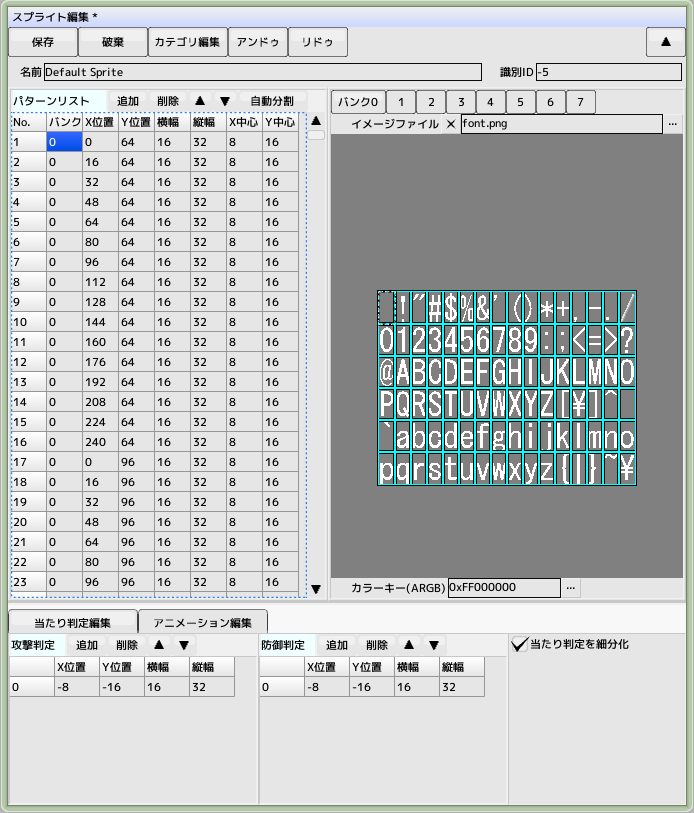 スプライト編集 *
保存 破棄 カテゴリ編集 アンドゥ リドゥ ▲
名前 Default Sprite 識別ID -5
パターンリスト 追加 削除 ▲ ▼ 自動分割
No. バンク X位置 Y位置 横幅 縦幅 X中心 Y中心
1 0 0 64 16 32 8 16
2 0 16 64 16 32 8 16
3 0 32 64 16 32 8 16
4 0 48 64 16 32 8 16
5 0 64 64 16 32 8 16
6 0 80 64 16 32 8 16
7 0 96 64 16 32 8 16
8 0 112 64 16 32 8 16
9 0 128 64 16 32 8 16
10 0 144 64 16 32 8 16
11 0 160 64 16 32 8 16
12 0 176 64 16 32 8 16
13 0 192 64 16 32 8 16
14 0 208 64 16 32 8 16
15 0 224 64 16 32 8 16
16 0 240 64 16 32 8 16
17 0 0 96 16 32 8 16
18 0 16 96 16 32 8 16
19 0 32 96 16 32 8 16
20 0 48 96 16 32 8 16
21 0 64 96 16 32 8 16
22 0 80 96 16 32 8 16
23 0 96 96 16 32 8 16
バンク0 1 2 3 4 5 6 7
イメージファイル × font.png ...
!"#$%&'()*+,-./
0123456789:;<=>?
@ABCDEFGHIJKLMNO
PQRSTUVWXYZ[¥]^
`abcdefghijklmno
pqrstuvwxyz{|}~¥
カラーキー(ARGB) 0xFF000000 ...
当たり判定編集 アニメーション編集
攻撃判定 追加 削除 ▲ ▼
X位置 Y位置 横幅 縦幅
0 -8 -16 16 32
防御判定 追加 削除 ▲ ▼
X位置 Y位置 横幅 縦幅
0 -8 -16 16 32
当たり判定を細分化